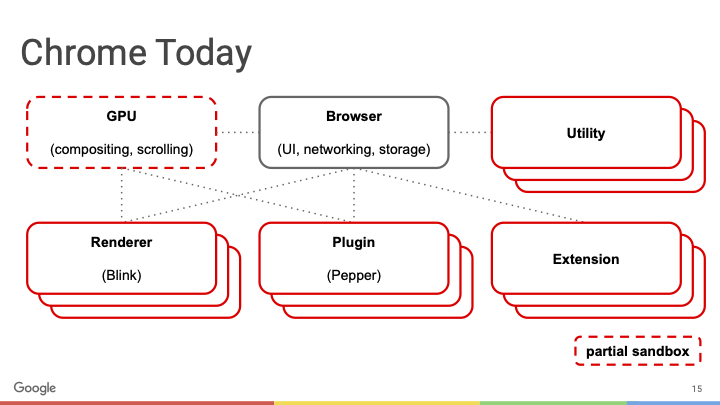 Chrome Today
GPU
(compositing, scrolling)
Browser
(UI, networking, storage)
Utility
Renderer
(Blink)
Plugin
(Pepper)
Extension
partial sandbox
Google
15